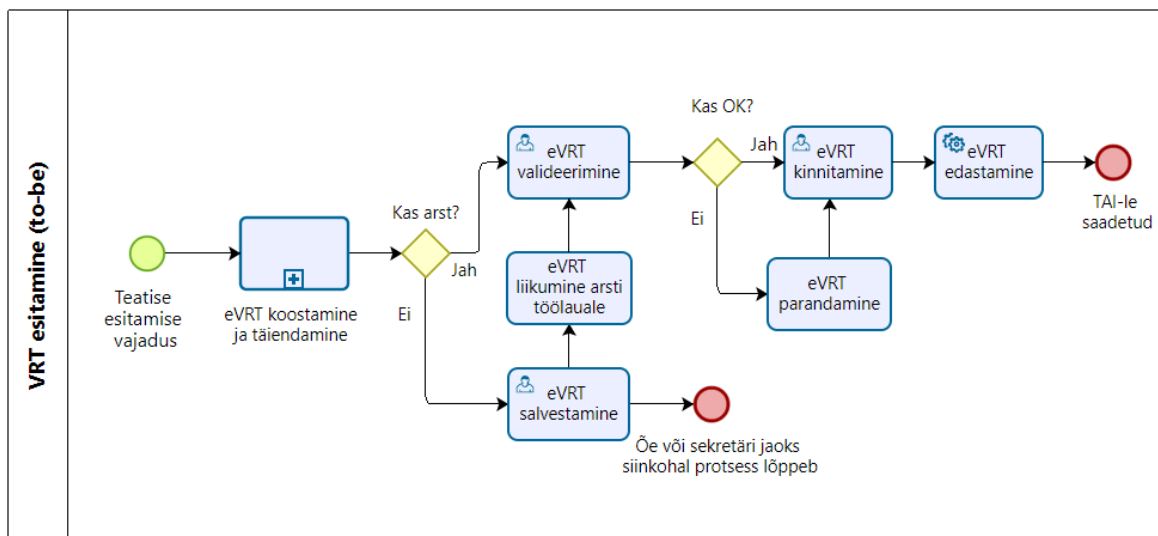 VRT esitamine (to-be)
Teatise
esitamise
vajadus
eVRT koostamine
ja täiendamine
Kas arst?
Jah
Ei
eVRT
valideerimine
eVRT
liikumine arsti
töölauale
eVRT
salvestamine
Õe või sekretäri jaoks
siinkohal protsess lõppeb
Kas OK?
Jah
Ei
eVRT
kinnitamine
eVRT
parandamine
eVRT
edastamine
TAI-le
saadetud